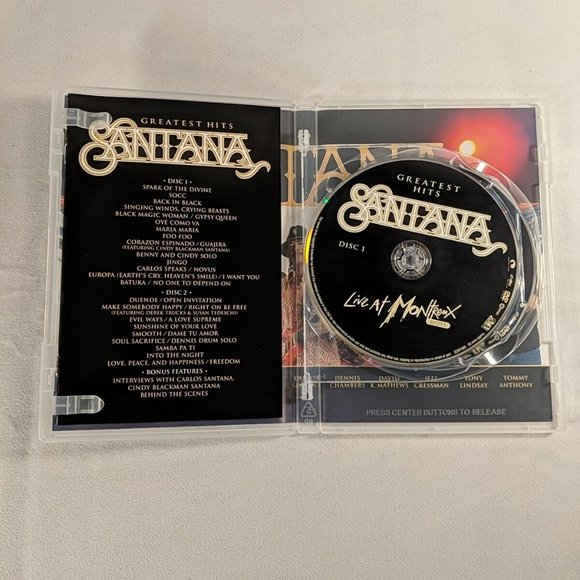 GREATEST HITS
SANTANA
• DISC 1 •
SPARK OF THE DIVINE
SOCC
BACK IN BLACK
SINGING WINDS, CRYING BEASTS
BLACK MAGIC WOMAN / GYPSY QUEEN
OYE COMO VA
MARIA MARIA
FOO FOO
CORAZON ESPINADO / GUAJIRA
(FEATURING CINDY BLACKMAN SANTANA)
BENNY AND CINDY SOLO
JINGO
CARLOS SPEAKS / NOVUS
EUROPA (EARTH'S CRY, HEAVEN'S SMILE) / I WANT YOU
BATUKA / NO ONE TO DEPEND ON
• DISC 2 •
DUENDE / OPEN INVITATION
MAKE SOMEBODY HAPPY / RIGHT ON BE FREE
(FEATURING DEREK TRUCKS & SUSAN TEDESCHI)
EVIL WAYS / A LOVE SUPREME
SUNSHINE OF YOUR LOVE
SMOOTH / DAME TU AMOR
SOUL SACRIFICE / DENNIS DRUM SOLO
SAMBA PA TI
INTO THE NIGHT
LOVE, PEACE, AND HAPPINESS / FREEDOM
• BONUS FEATURES •
INTERVIEWS WITH CARLOS SANTANA,
CINDY BLACKMAN SANTANA
BEHIND THE SCENES
GREATEST
HITS
SANTANA
DISC 1
Live At Montreux
2011
DENNIS CHAMBERS
DAVID K. MATHEWS
JEFF CRESSMAN
TONY LINDSAY
TOMMY ANTHONY
PRESS CENTER BUTTONS TO RELEASE